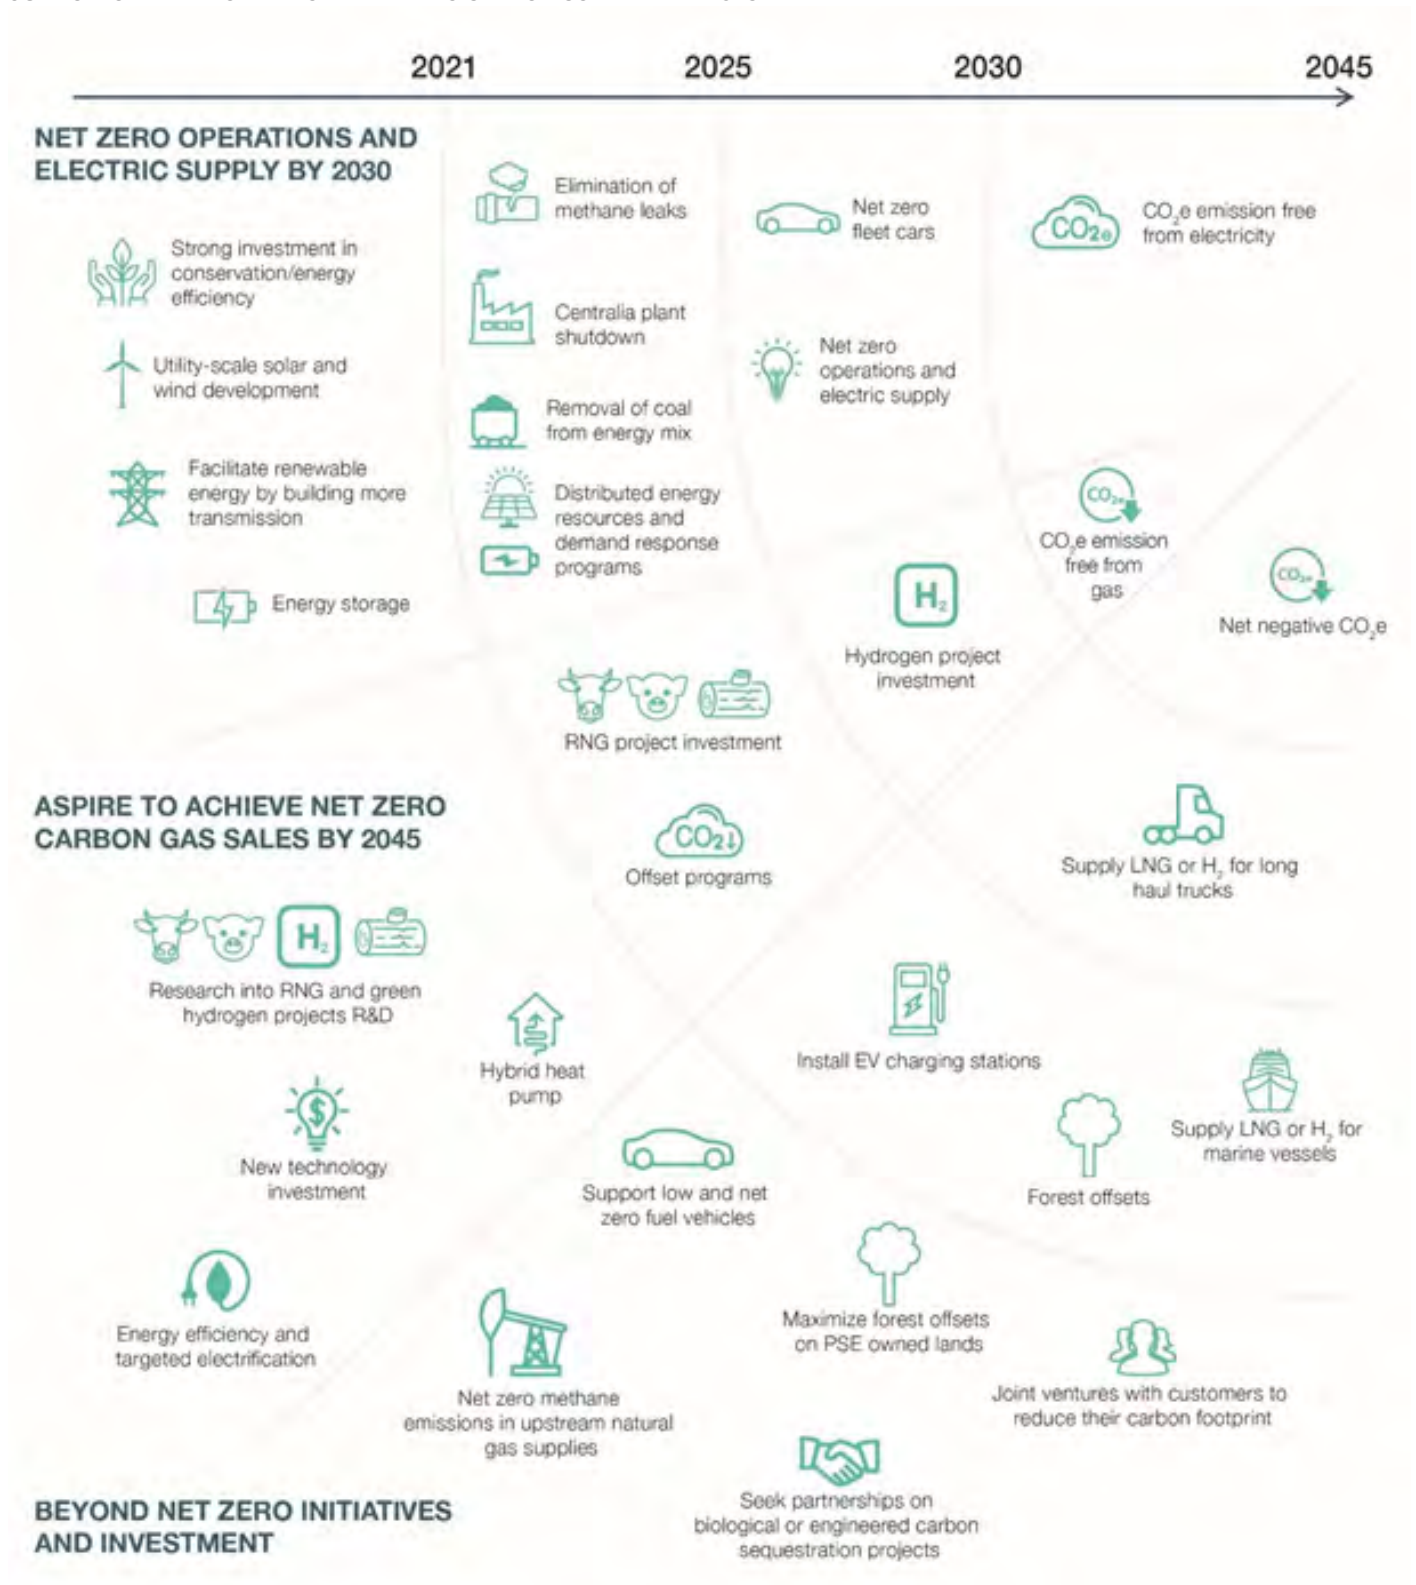 2021 2025 2030 2045
NET ZERO OPERATIONS AND
ELECTRIC SUPPLY BY 2030
Strong investment in
conservation/energy
efficiency
Utility-scale solar and
wind development
Facilitate renewable
energy by building more
transmission
Energy storage
Elimination of
methane leaks
Centralia plant
shutdown
Removal of coal
from energy mix
Distributed energy
resources and
demand response
programs
Net zero
fleet cars
Net zero
operations and
electric supply
CO₂e
CO₂e emission free
from electricity
CO₂e
CO₂e emission
free from
gas
CO₂e
Net negative CO₂e
H₂
Hydrogen project
investment
RNG project investment
ASPIRE TO ACHIEVE NET ZERO
CARBON GAS SALES BY 2045
CO₂↓
Offset programs
Supply LNG or H₂ for long
haul trucks
H₂
Research into RNG and green
hydrogen projects R&D
Hybrid heat
pump
Install EV charging stations
$
New technology
investment
Support low and net
zero fuel vehicles
Forest offsets
Supply LNG or H₂ for
marine vessels
Energy efficiency and
targeted electrification
Net zero methane
emissions in upstream natural
gas supplies
Maximize forest offsets
on PSE owned lands
Joint ventures with customers to
reduce their carbon footprint
BEYOND NET ZERO INITIATIVES
AND INVESTMENT
Seek partnerships on
biological or engineered carbon
sequestration projects